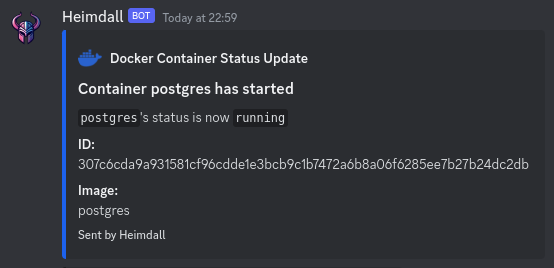 Heimdall BOT Today at 22:59
Docker Container Status Update
Container postgres has started
postgres's status is now running
ID:
307c6cda9a931581cf96cdde1e3bcb9c1b7472a6b8a06f6285ee7b27b24dc2db
Image:
postgres
Sent by Heimdall